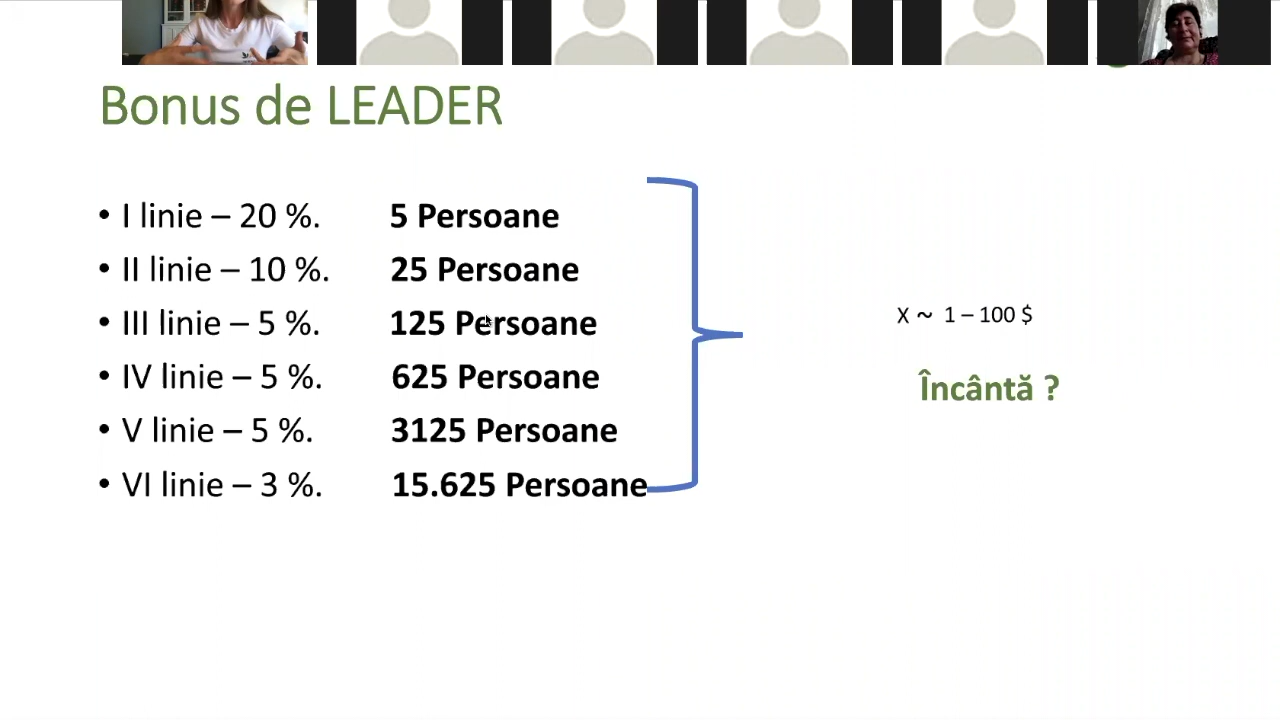 Bonus de LEADER
• I linie – 20 %. 5 Persoane
• II linie – 10 %. 25 Persoane
• III linie – 5 %. 125 Persoane
• IV linie – 5 %. 625 Persoane
• V linie – 5 %. 3125 Persoane
• VI linie – 3 %. 15.625 Persoane
X ~ 1 – 100 $
Încântă ?